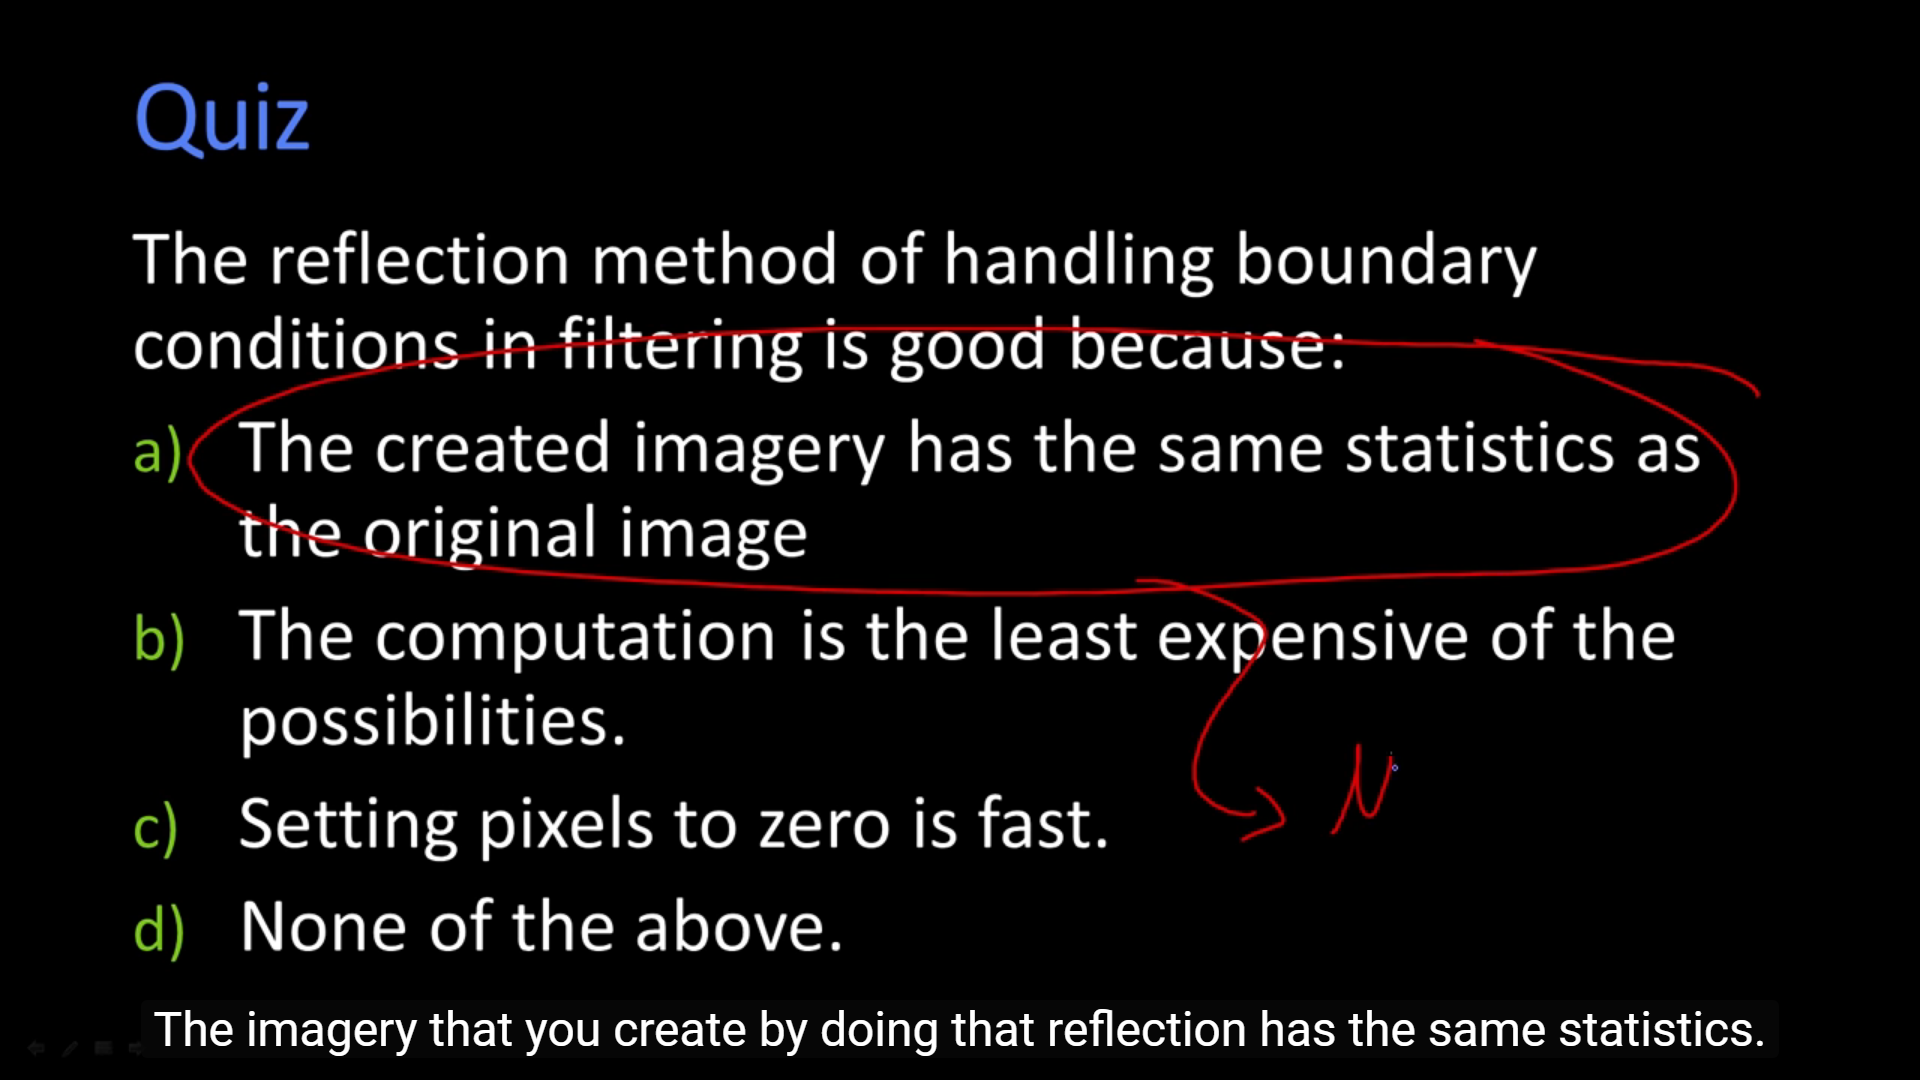 Quiz
The reflection method of handling boundary
conditions in filtering is good because:
a) The created imagery has the same statistics as
the original image
b) The computation is the least expensive of the
possibilities.
c) Setting pixels to zero is fast.
d) None of the above.
The imagery that you create by doing that reflection has the same statistics.